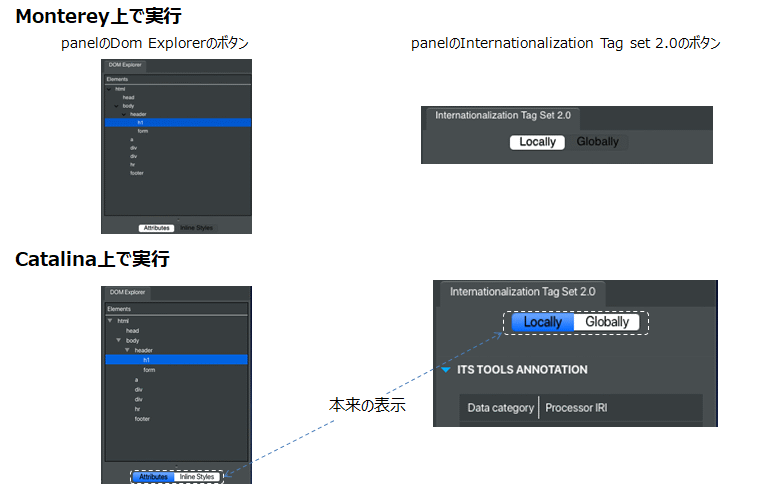 Monterey上で実行
panelのDom Explorerのボタン
panelのInternationalization Tag set 2.0のボタン
DOM Explorer
Elements
html
head
body
header
h1
form
a
div
div
hr
footer
Attributes
Inline Styles
Internationalization Tag Set 2.0
Locally
Globally
Catalina上で実行
DOM Explorer
Elements
html
head
body
header
h1
form
a
div
div
hr
footer
Attributes
Inline Styles
Internationalization Tag Set 2.0
Locally
Globally
ITS TOOLS ANNOTATION
Data category
Processor IRI
本来の表示